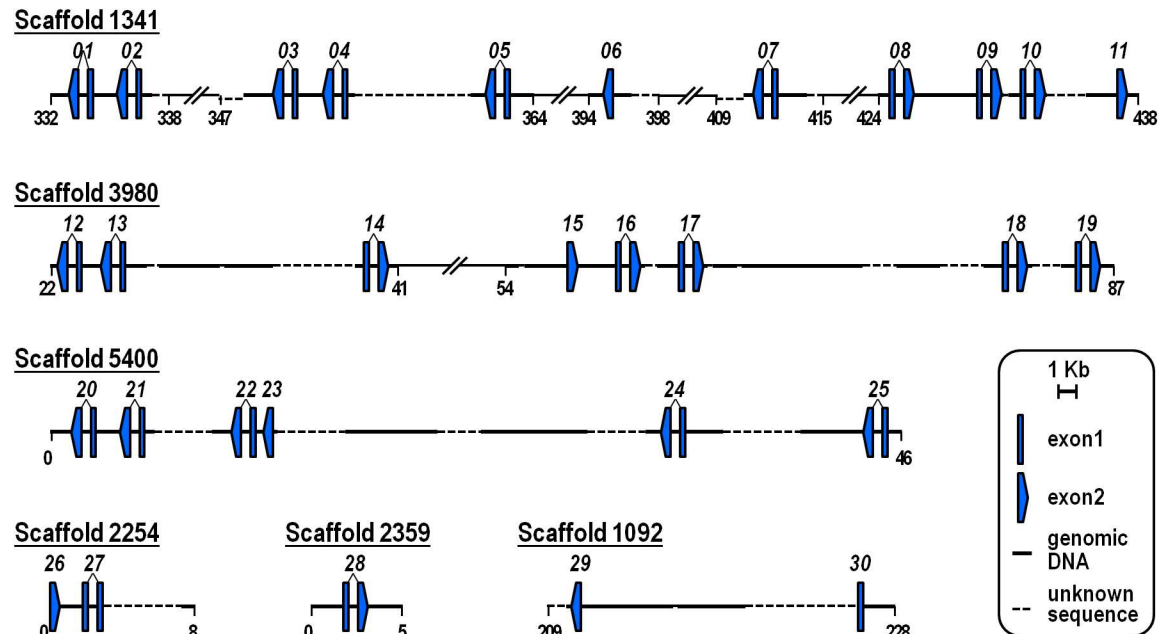 Scaffold 1341
01 02 03 04 05 06 07 08 09 10 11
332 338 347 364 394 398 409 415 424 438
Scaffold 3980
12 13 14 15 16 17 18 19
22 41 54 87
Scaffold 5400
20 21 22 23 24 25
0 46
1 Kb
exon1
exon2
genomic
DNA
unknown
sequence
Scaffold 2254 Scaffold 2359 Scaffold 1092
26 27 28 29 30
0 8 0 5 209 228